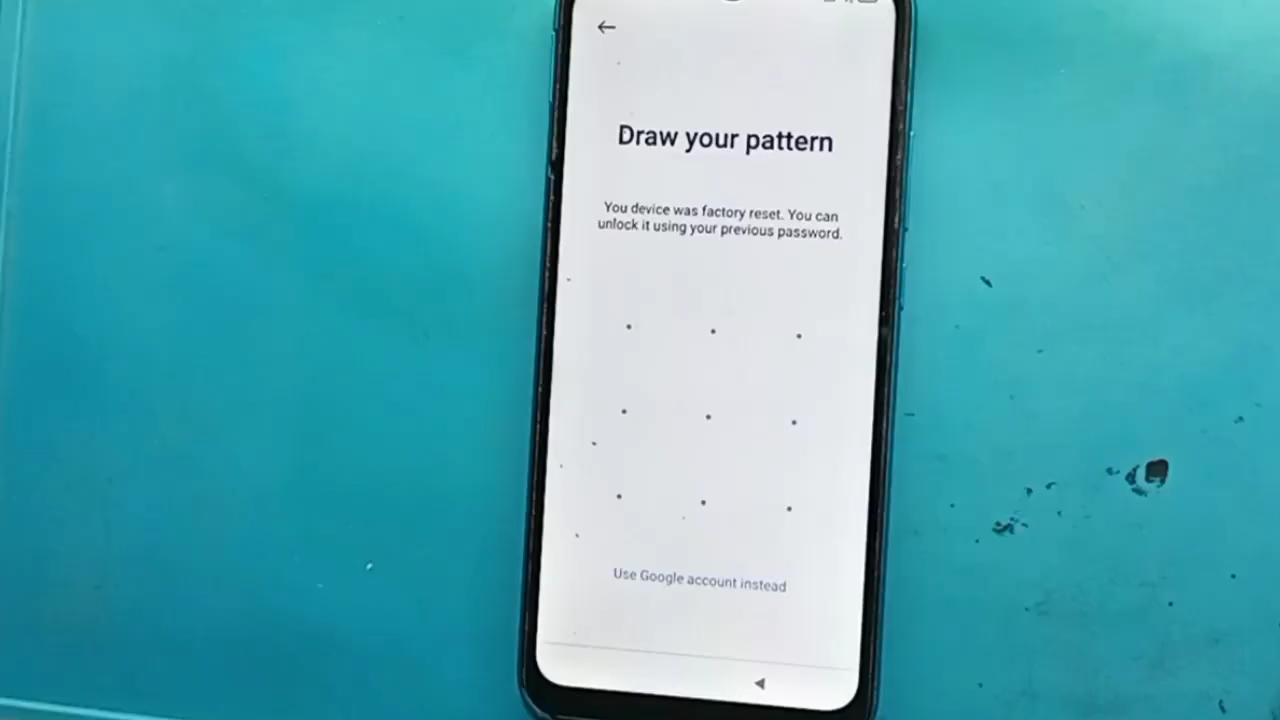 Draw your pattern
You device was factory reset. You can
unlock it using your previous password.
Use Google account instead